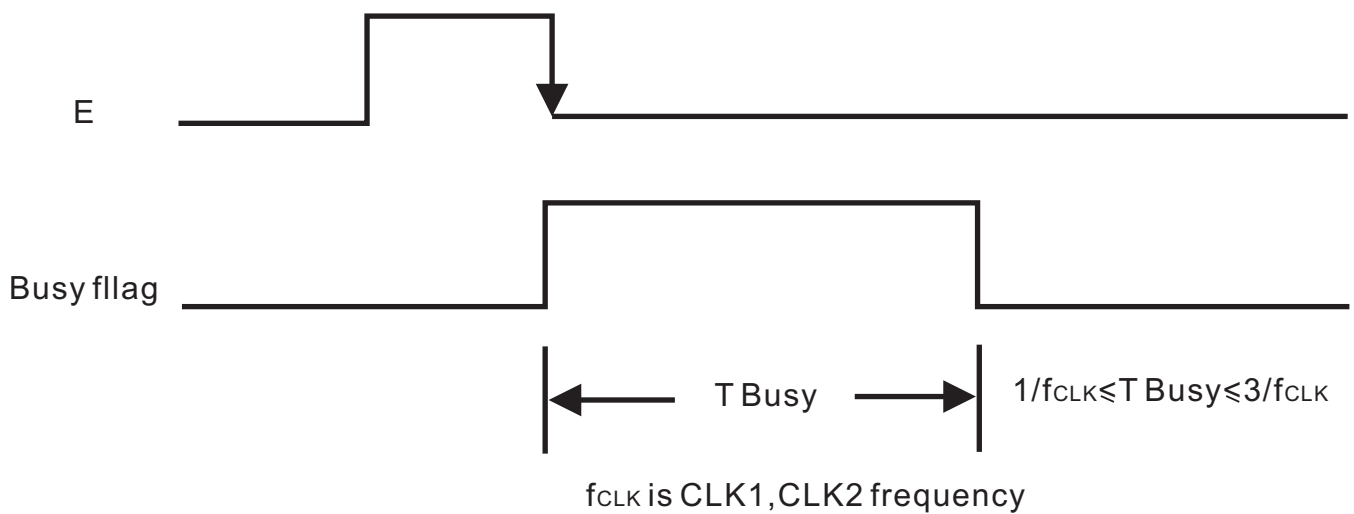 E
Busy fllag
T Busy
1/fCLK⩽T Busy⩽3/fCLK
fCLK is CLK1,CLK2 frequency